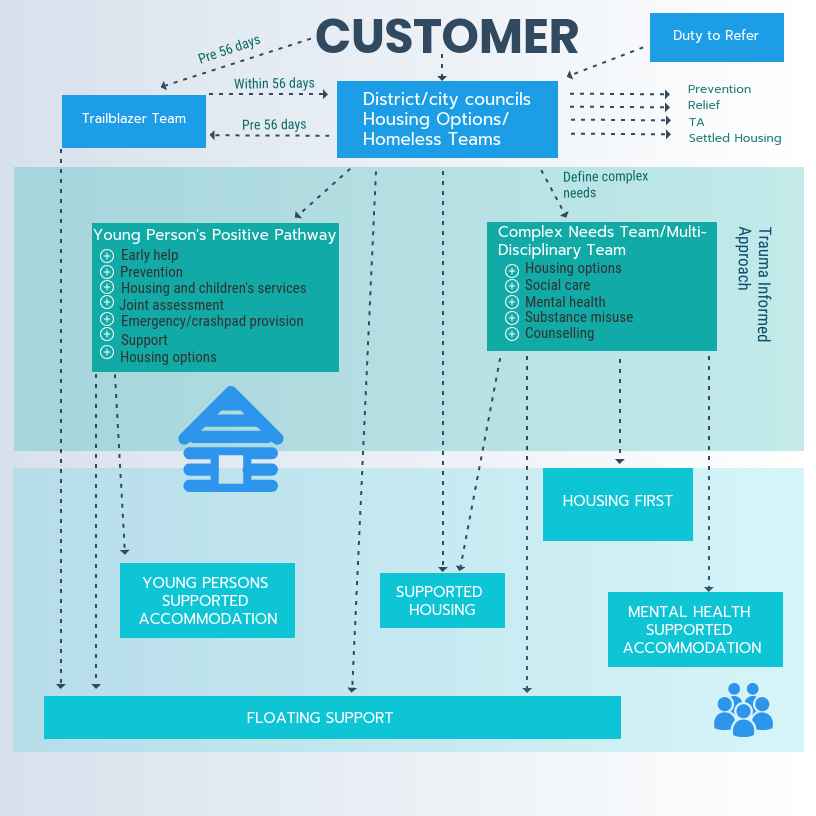 CUSTOMER
Duty to Refer
Pre 56 days
Within 56 days
Pre 56 days
Trailblazer Team
District/city councils
Housing Options/
Homeless Teams
Prevention
Relief
TA
Settled Housing
Define complex
needs
Young Person's Positive Pathway
Early help
Prevention
Housing and children's services
Joint assessment
Emergency/crashpad provision
Support
Housing options
Complex Needs Team/Multi-
Disciplinary Team
Housing options
Social care
Mental health
Substance misuse
Counselling
Trauma Informed
Approach
HOUSING FIRST
YOUNG PERSONS
SUPPORTED
ACCOMMODATION
SUPPORTED
HOUSING
MENTAL HEALTH
SUPPORTED
ACCOMMODATION
FLOATING SUPPORT